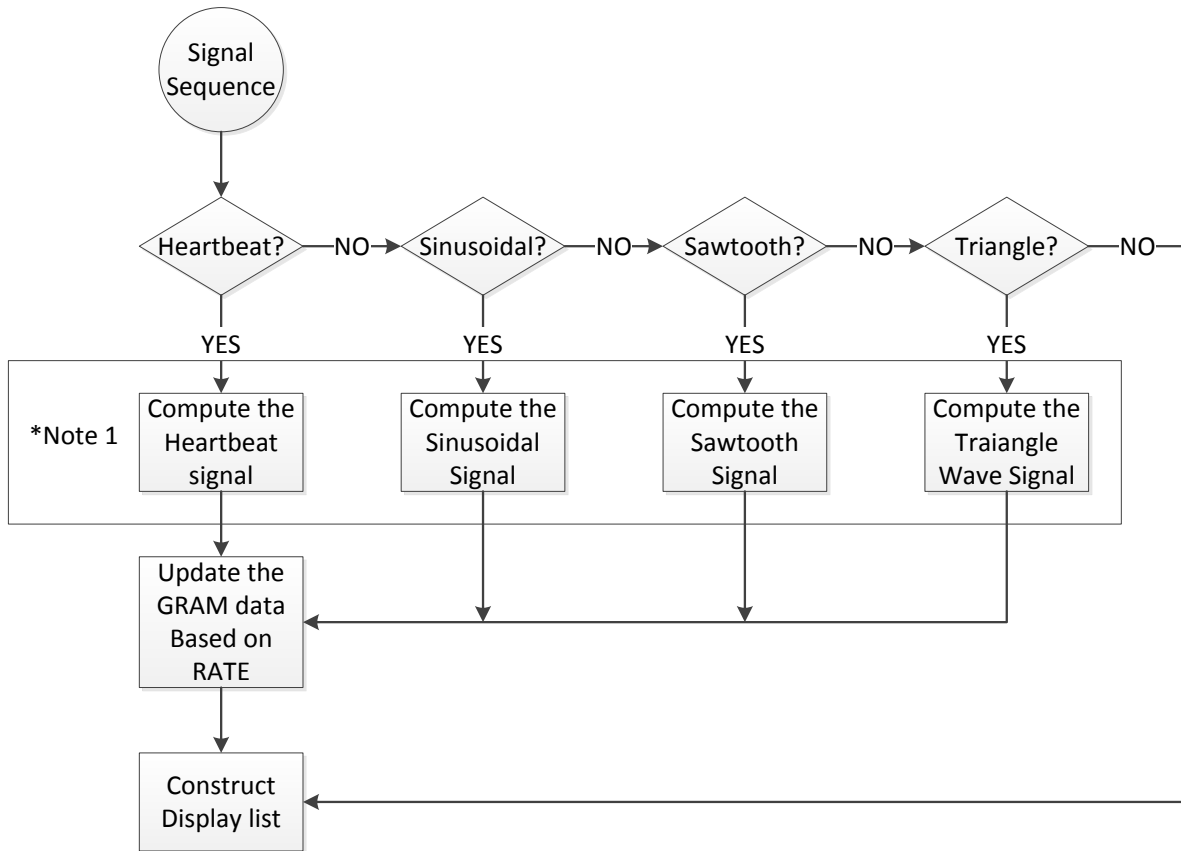 Signal
Sequence
Heartbeat?
NO
Sinusoidal?
NO
Sawtooth?
NO
Triangle?
NO
YES
YES
YES
YES
*Note 1
Compute the
Heartbeat
signal
Compute the
Sinusoidal
Signal
Compute the
Sawtooth
Signal
Compute the
Traiangle
Wave Signal
Update the
GRAM data
Based on
RATE
Construct
Display list